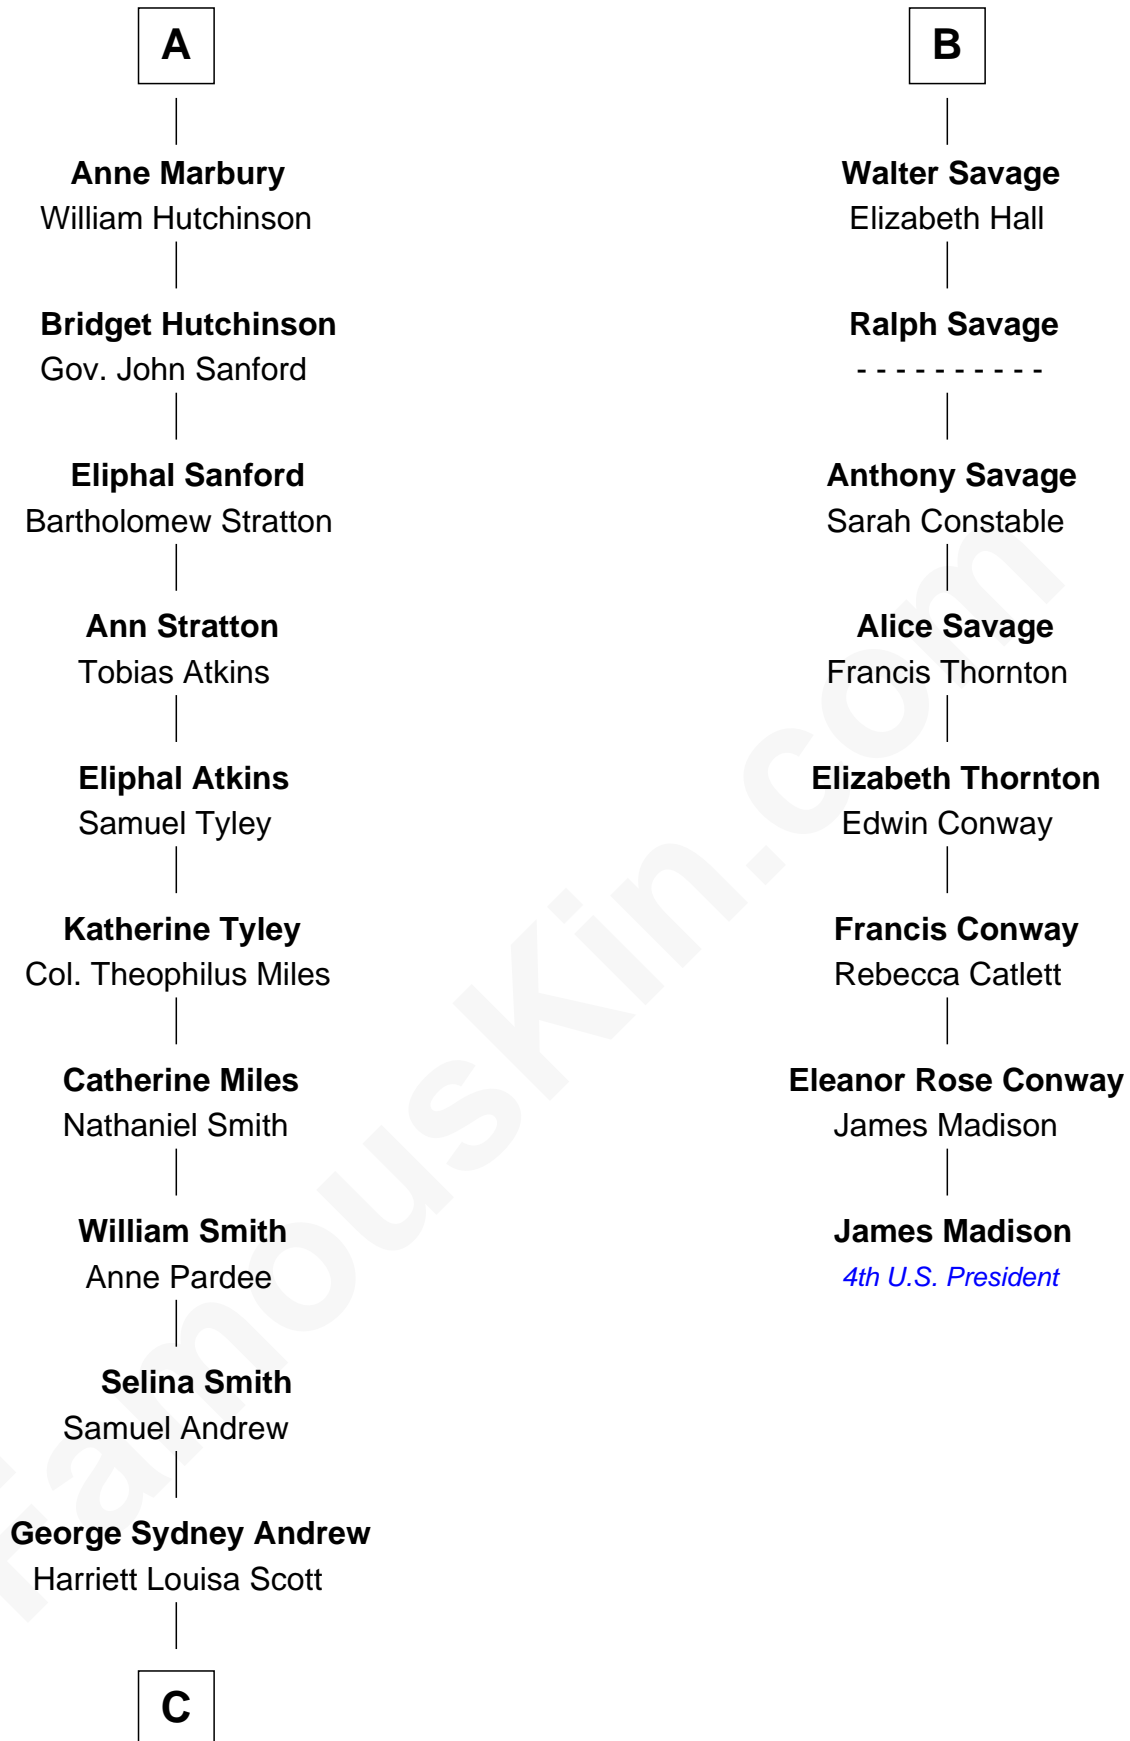 A
Anne Marbury
William Hutchinson
Bridget Hutchinson
Gov. John Sanford
Eliphal Sanford
Bartholomew Stratton
Ann Stratton
Tobias Atkins
Eliphal Atkins
Samuel Tyley
Katherine Tyley
Col. Theophilus Miles
Catherine Miles
Nathaniel Smith
William Smith
Anne Pardee
Selina Smith
Samuel Andrew
George Sydney Andrew
Harriett Louisa Scott
C
B
Walter Savage
Elizabeth Hall
Ralph Savage
- - - - - - - - - -
Anthony Savage
Sarah Constable
Alice Savage
Francis Thornton
Elizabeth Thornton
Edwin Conway
Francis Conway
Rebecca Catlett
Eleanor Rose Conway
James Madison
James Madison
4th U.S. President
FamousKin.com